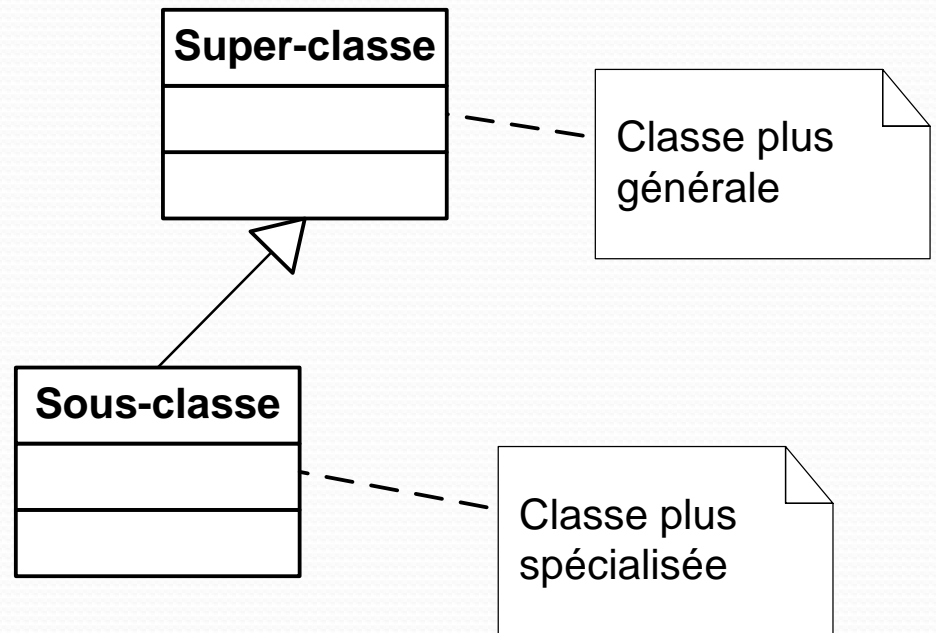 Super-classe
Classe plus
générale
Sous-classe
Classe plus
spécialisée